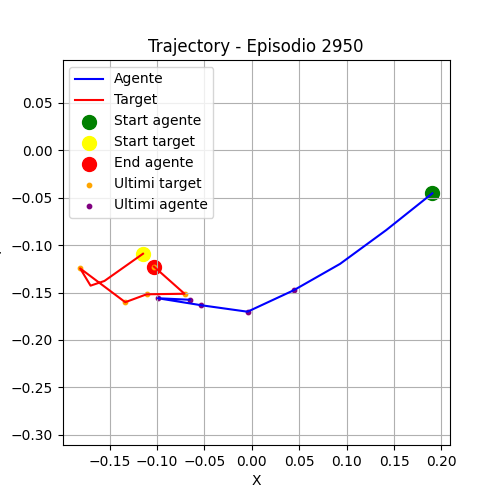 Trajectory - Episodio 2950
Agente
Target
Start agente
Start target
End agente
Ultimi target
Ultimi agente
0.05
0.00
−0.05
−0.10
−0.15
−0.20
−0.25
−0.30
−0.15 −0.10 −0.05 0.00 0.05 0.10 0.15 0.20
X